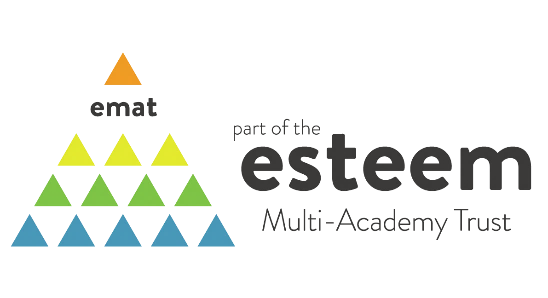 emat
part of the
esteem
Multi-Academy Trust